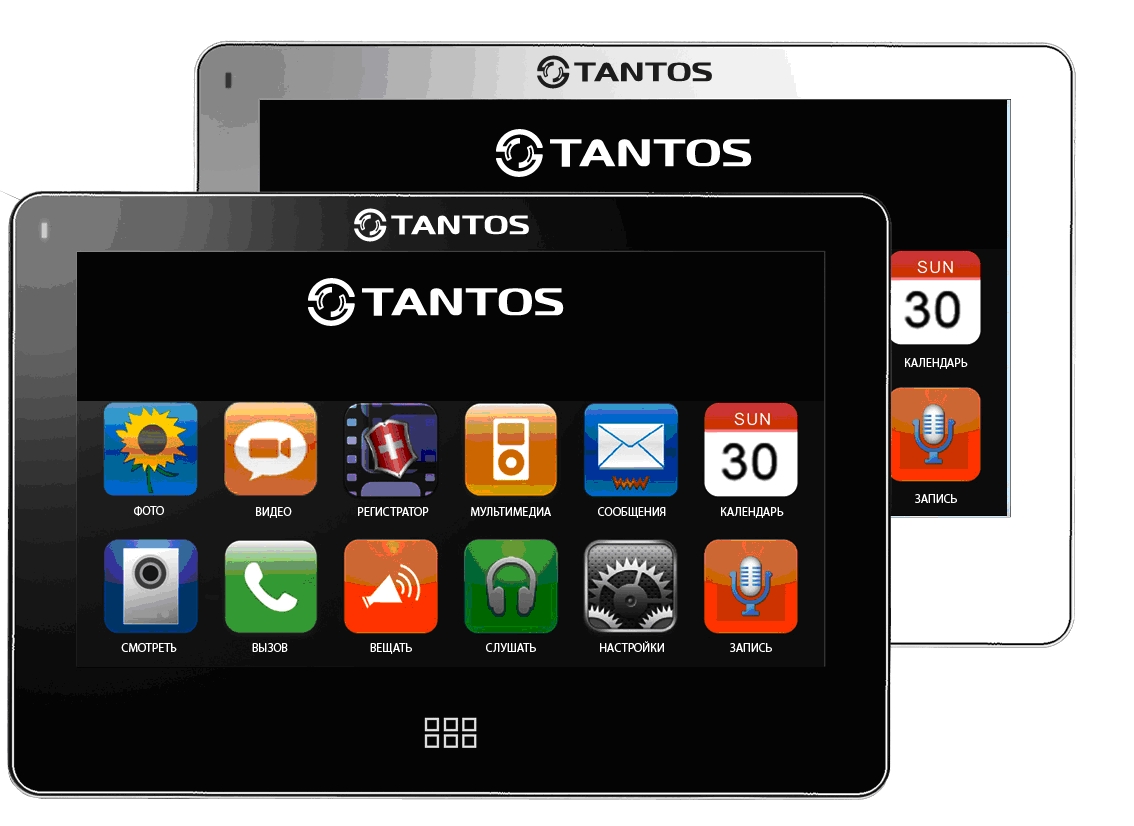 TANTOS
TANTOS
SUN
30
КАЛЕНДАРЬ
ЗАПИСЬ
TANTOS
TANTOS
SUN
30
ФОТО ВИДЕО РЕГИСТРАТОР МУЛЬТИМЕДИА СООБЩЕНИЯ КАЛЕНДАРЬ
СМОТРЕТЬ ВЫЗОВ ВЕЩАТЬ СЛУШАТЬ НАСТРОЙКИ ЗАПИСЬ